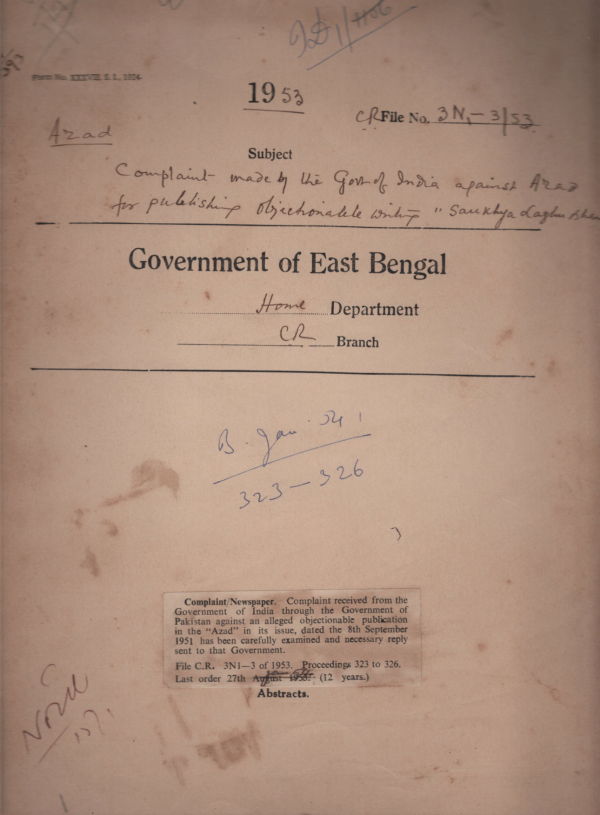 Form No. XXXVIII, S. L., 1924.
1953
CR File No. 3N1-3/53
Azad
Subject
Complaint made by the Govt of India against Azad
for publishing objectionable writing "Sankhya Laghu
Government of East Bengal
Home Department
CR Branch
B. Jan. 54
323-326
Complaint/Newspaper. Complaint received from the
Government of India through the Government of
Pakistan against an alleged objectionable publication
in the "Azad" in its issue, dated the 8th September
1951 has been carefully examined and necessary reply
sent to that Government.
File C.R. 3N1—3 of 1953. Proceedings 323 to 326.
Last order 27th August 1953. (12 years.)
Abstracts.